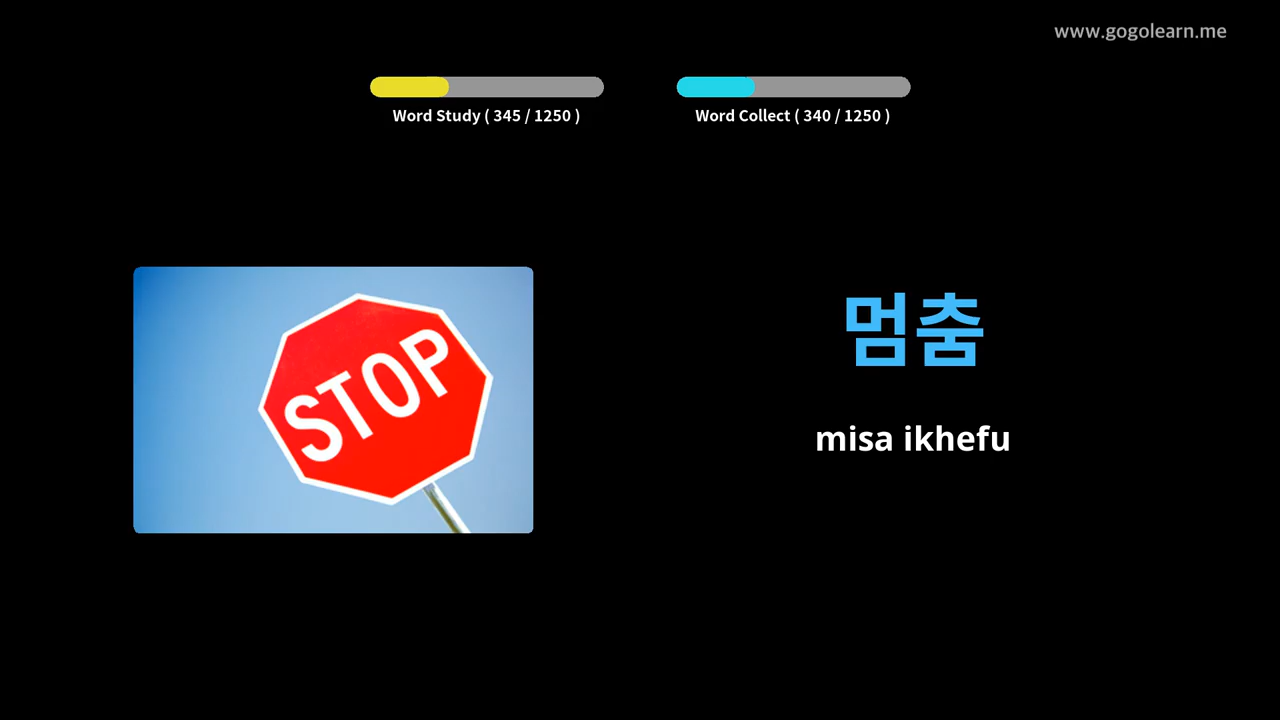 www.gogolearn.me
Word Study ( 345 / 1250 )
Word Collect ( 340 / 1250 )
STOP
멈춤
misa ikhefu